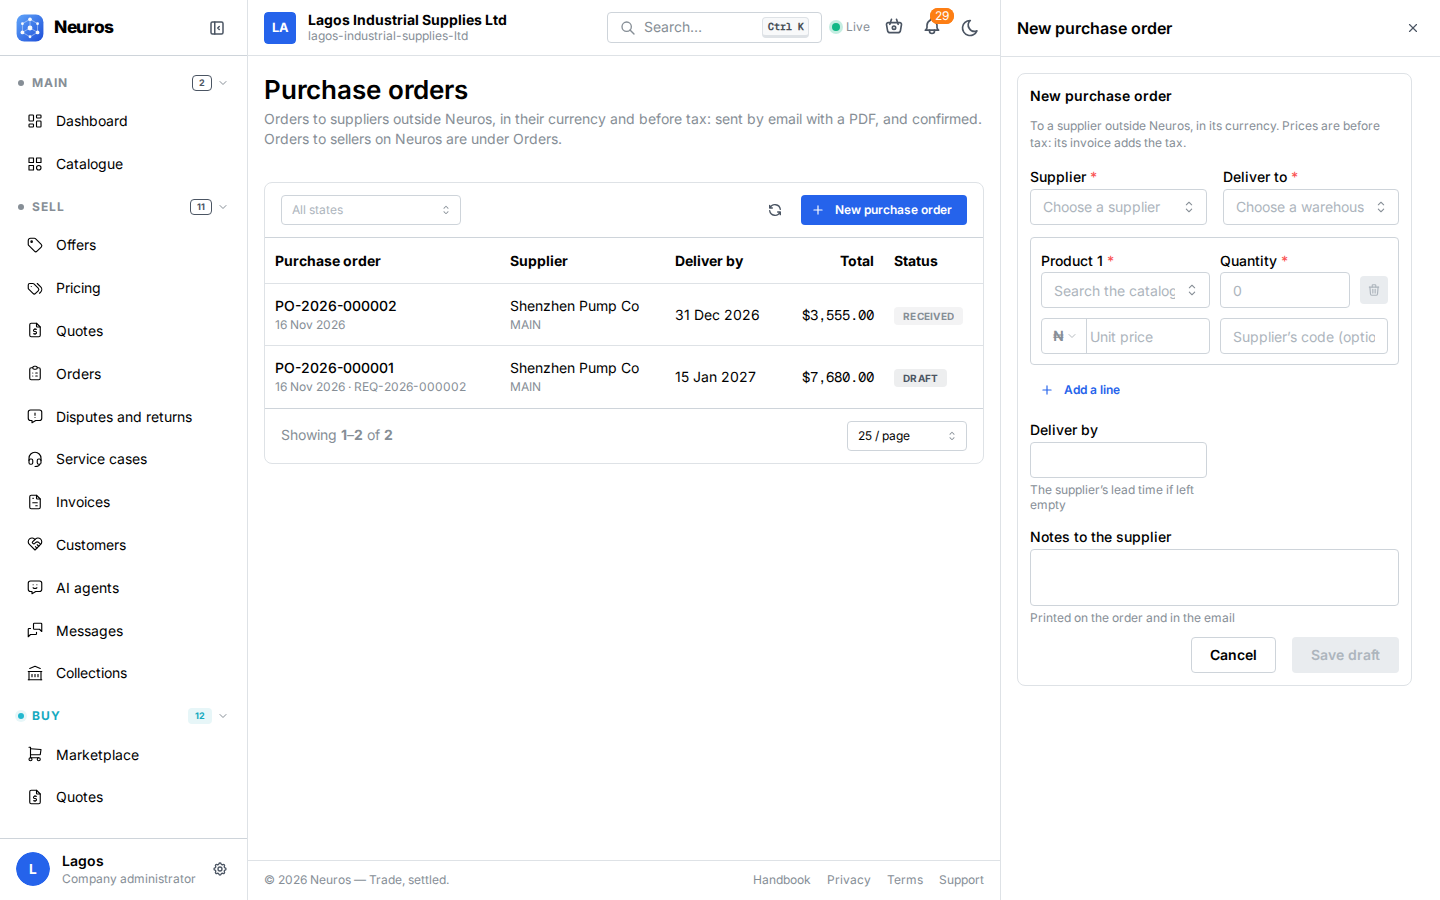 Neuros
MAIN
2
Dashboard
Catalogue
SELL
11
Offers
Pricing
Quotes
Orders
Disputes and returns
Service cases
Invoices
Customers
AI agents
Messages
Collections
BUY
12
Marketplace
Quotes
L
Lagos
Company administrator
LA
Lagos Industrial Supplies Ltd
lagos-industrial-supplies-ltd
Search...
Ctrl K
Live
29
Purchase orders
Orders to suppliers outside Neuros, in their currency and before tax: sent by email with a PDF, and confirmed.
Orders to sellers on Neuros are under Orders.
All states
New purchase order
Purchase order Supplier Deliver by Total Status
PO-2026-000002 Shenzhen Pump Co 31 Dec 2026 $3,555.00 RECEIVED
16 Nov 2026 MAIN
PO-2026-000001 Shenzhen Pump Co 15 Jan 2027 $7,680.00 DRAFT
16 Nov 2026 · REQ-2026-000002 MAIN
Showing 1–2 of 2
25 / page
© 2026 Neuros — Trade, settled.
Handbook Privacy Terms Support
New purchase order
New purchase order
To a supplier outside Neuros, in its currency. Prices are before
tax: its invoice adds the tax.
Supplier * Deliver to *
Choose a supplier Choose a warehous
Product 1 * Quantity *
Search the catalog 0
₦ Unit price Supplier's code (optio
Add a line
Deliver by
The supplier's lead time if left
empty
Notes to the supplier
Printed on the order and in the email
Cancel Save draft